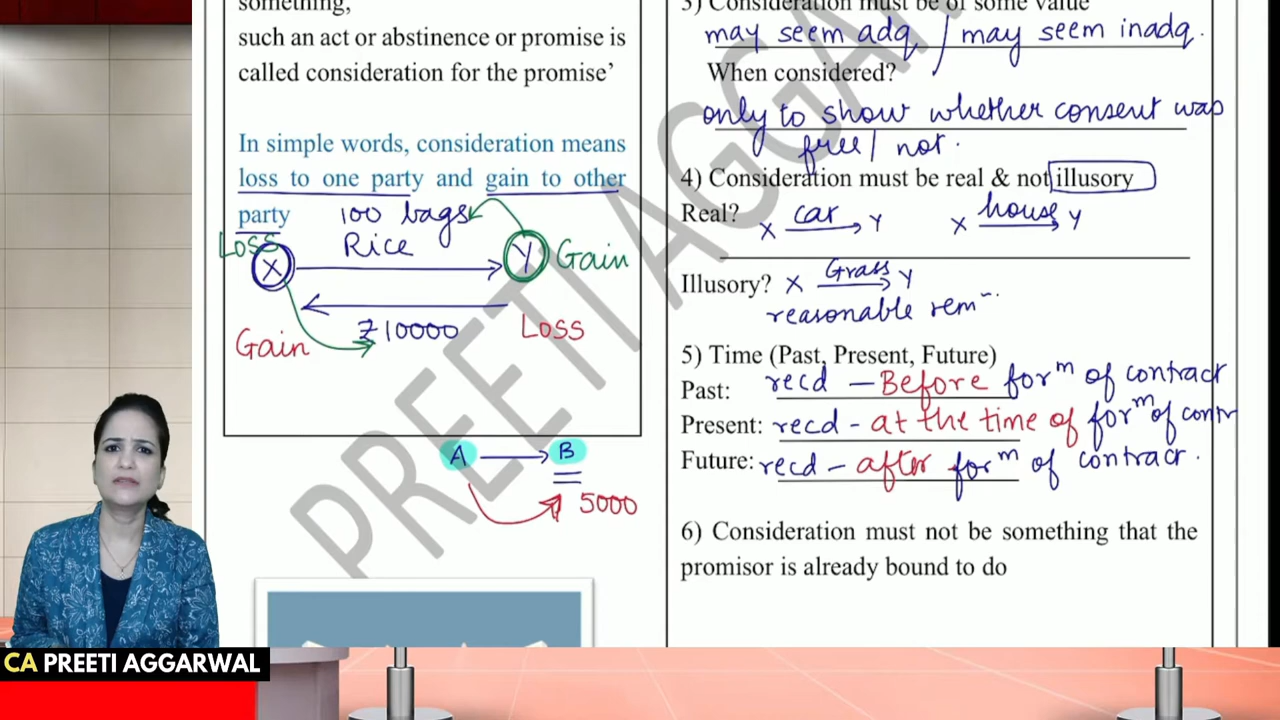 something,
such an act or abstinence or promise is
called consideration for the promise’
In simple words, consideration means
loss to one party and gain to other
party
100 bags
Rice
Loss
X
Y
Gain
₹10000
Gain
Loss
A
B
5000
3) Consideration must be of some value
may seem adq / may seem inadq.
When considered?
only to show whether consent was
free / not.
4) Consideration must be real & not illusory
Real? X car Y X house Y
Illusory? X Grass Y
reasonable rem
5) Time (Past, Present, Future)
Past: recd – Before form of contract
Present: recd – at the time of form of contr
Future: recd – after form of contract.
6) Consideration must not be something that the
promisor is already bound to do
PREETI AGGAR
CA PREETI AGGARWAL